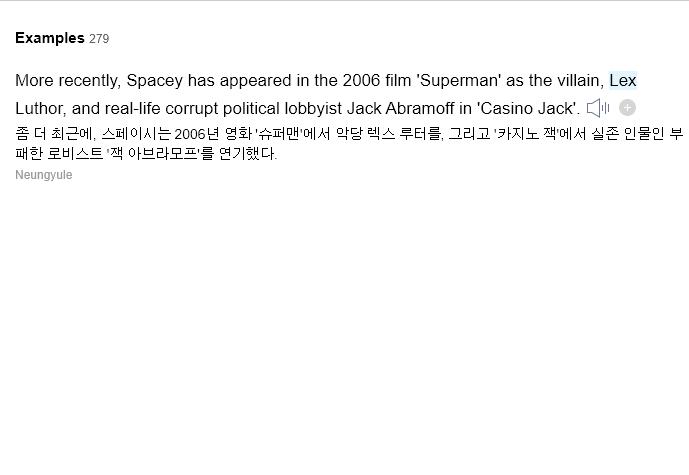 Examples 279
More recently, Spacey has appeared in the 2006 film 'Superman' as the villain, Lex
Luthor, and real-life corrupt political lobbyist Jack Abramoff in 'Casino Jack'.
좀 더 최근에, 스페이시는 2006년 영화 '슈퍼맨'에서 악당 렉스 루터를, 그리고 '카지노 잭'에서 실존 인물인 부
패한 로비스트 '잭 아브라모프'를 연기했다.
Neungyule